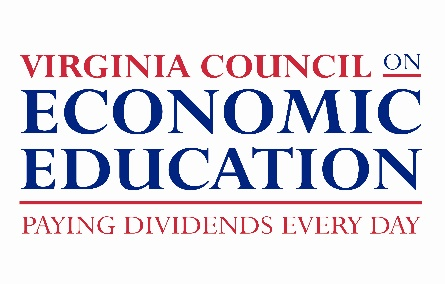 VIRGINIA COUNCIL ON
ECONOMIC
EDUCATION
PAYING DIVIDENDS EVERY DAY